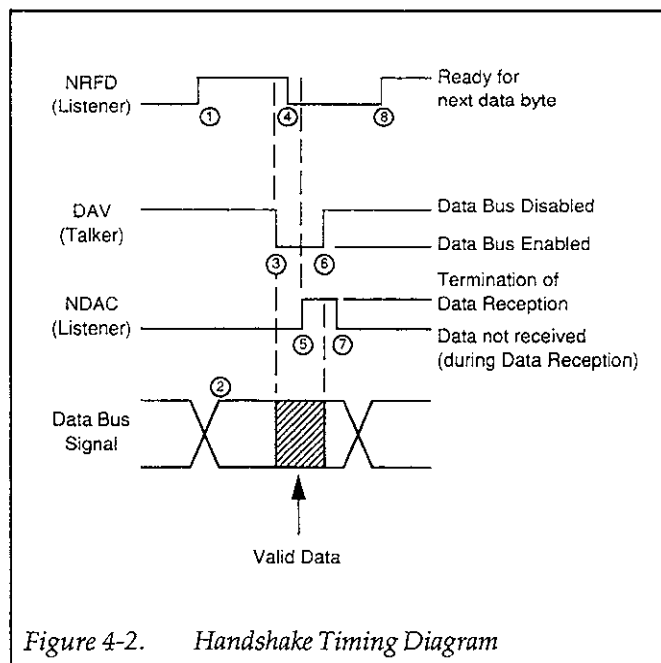 NRFD
(Listener)
Ready for
next data byte
①
④
⑧
DAV
(Talker)
Data Bus Disabled
Data Bus Enabled
③
⑥
Termination of
Data Reception
NDAC
(Listener)
Data not received
(during Data Reception)
⑤
⑦
②
Data Bus
Signal
Valid Data
Figure 4-2. Handshake Timing Diagram